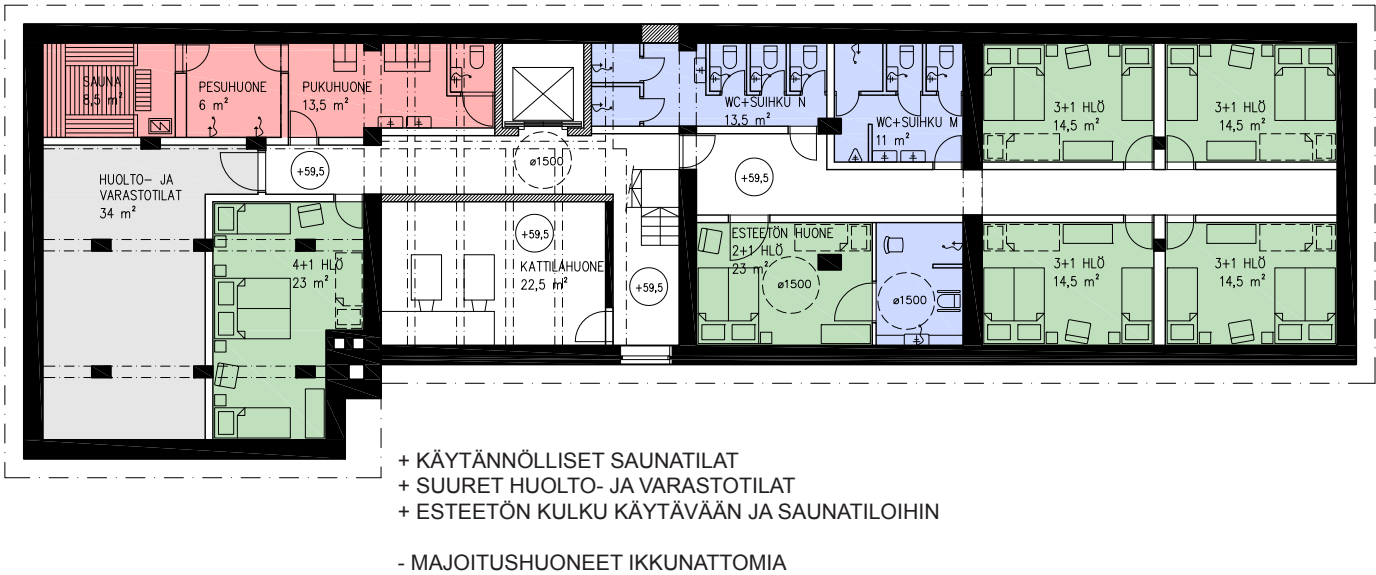 SAUNA
8,5 m²
PESUHUONE
6 m²
PUKUHUONE
13,5 m²
WC+SUIHKU N
13,5 m²
WC+SUIHKU M
11 m²
3+1 HLÖ
14,5 m²
3+1 HLÖ
14,5 m²
ø1500
+59,5
+59,5
HUOLTO- JA
VARASTOTILAT
34 m²
4+1 HLÖ
23 m²
+59,5
KATTILAHUONE
22,5 m²
+59,5
ESTEETÖN HUONE
2+1 HLÖ
23 m²
ø1500
ø1500
3+1 HLÖ
14,5 m²
3+1 HLÖ
14,5 m²
+ KÄYTÄNNÖLLISET SAUNATILAT
+ SUURET HUOLTO- JA VARASTOTILAT
+ ESTEETÖN KULKU KÄYTÄVÄÄN JA SAUNATILOIHIN
- MAJOITUSHUONEET IKKUNATTOMIA